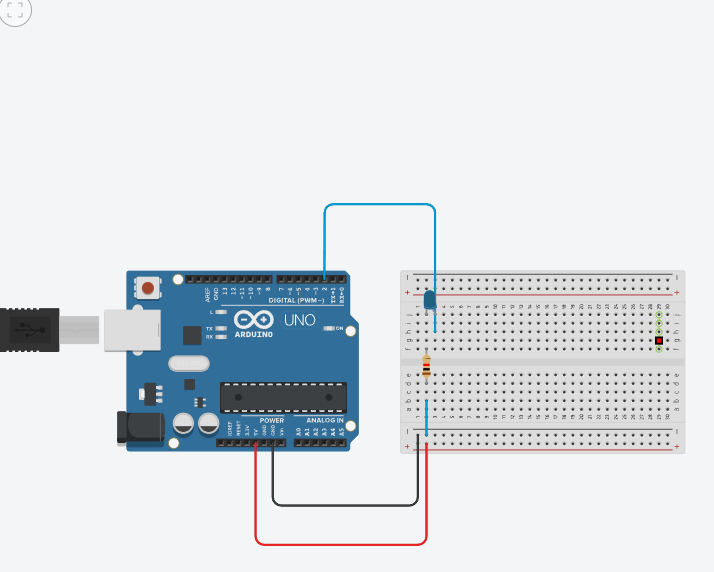 AREF
GND
13
12
~11
~10
~9
8
7
~6
~5
4
~3
2
TX→1
RX←0
DIGITAL (PWM~)
L
TX
RX
UNO
ARDUINO
ON
POWER
ANALOG IN
IOREF
RESET
3.3V
5V
GND
GND
Vin
A0
A1
A2
A3
A4
A5
j
i
h
g
f
e
d
c
b
a